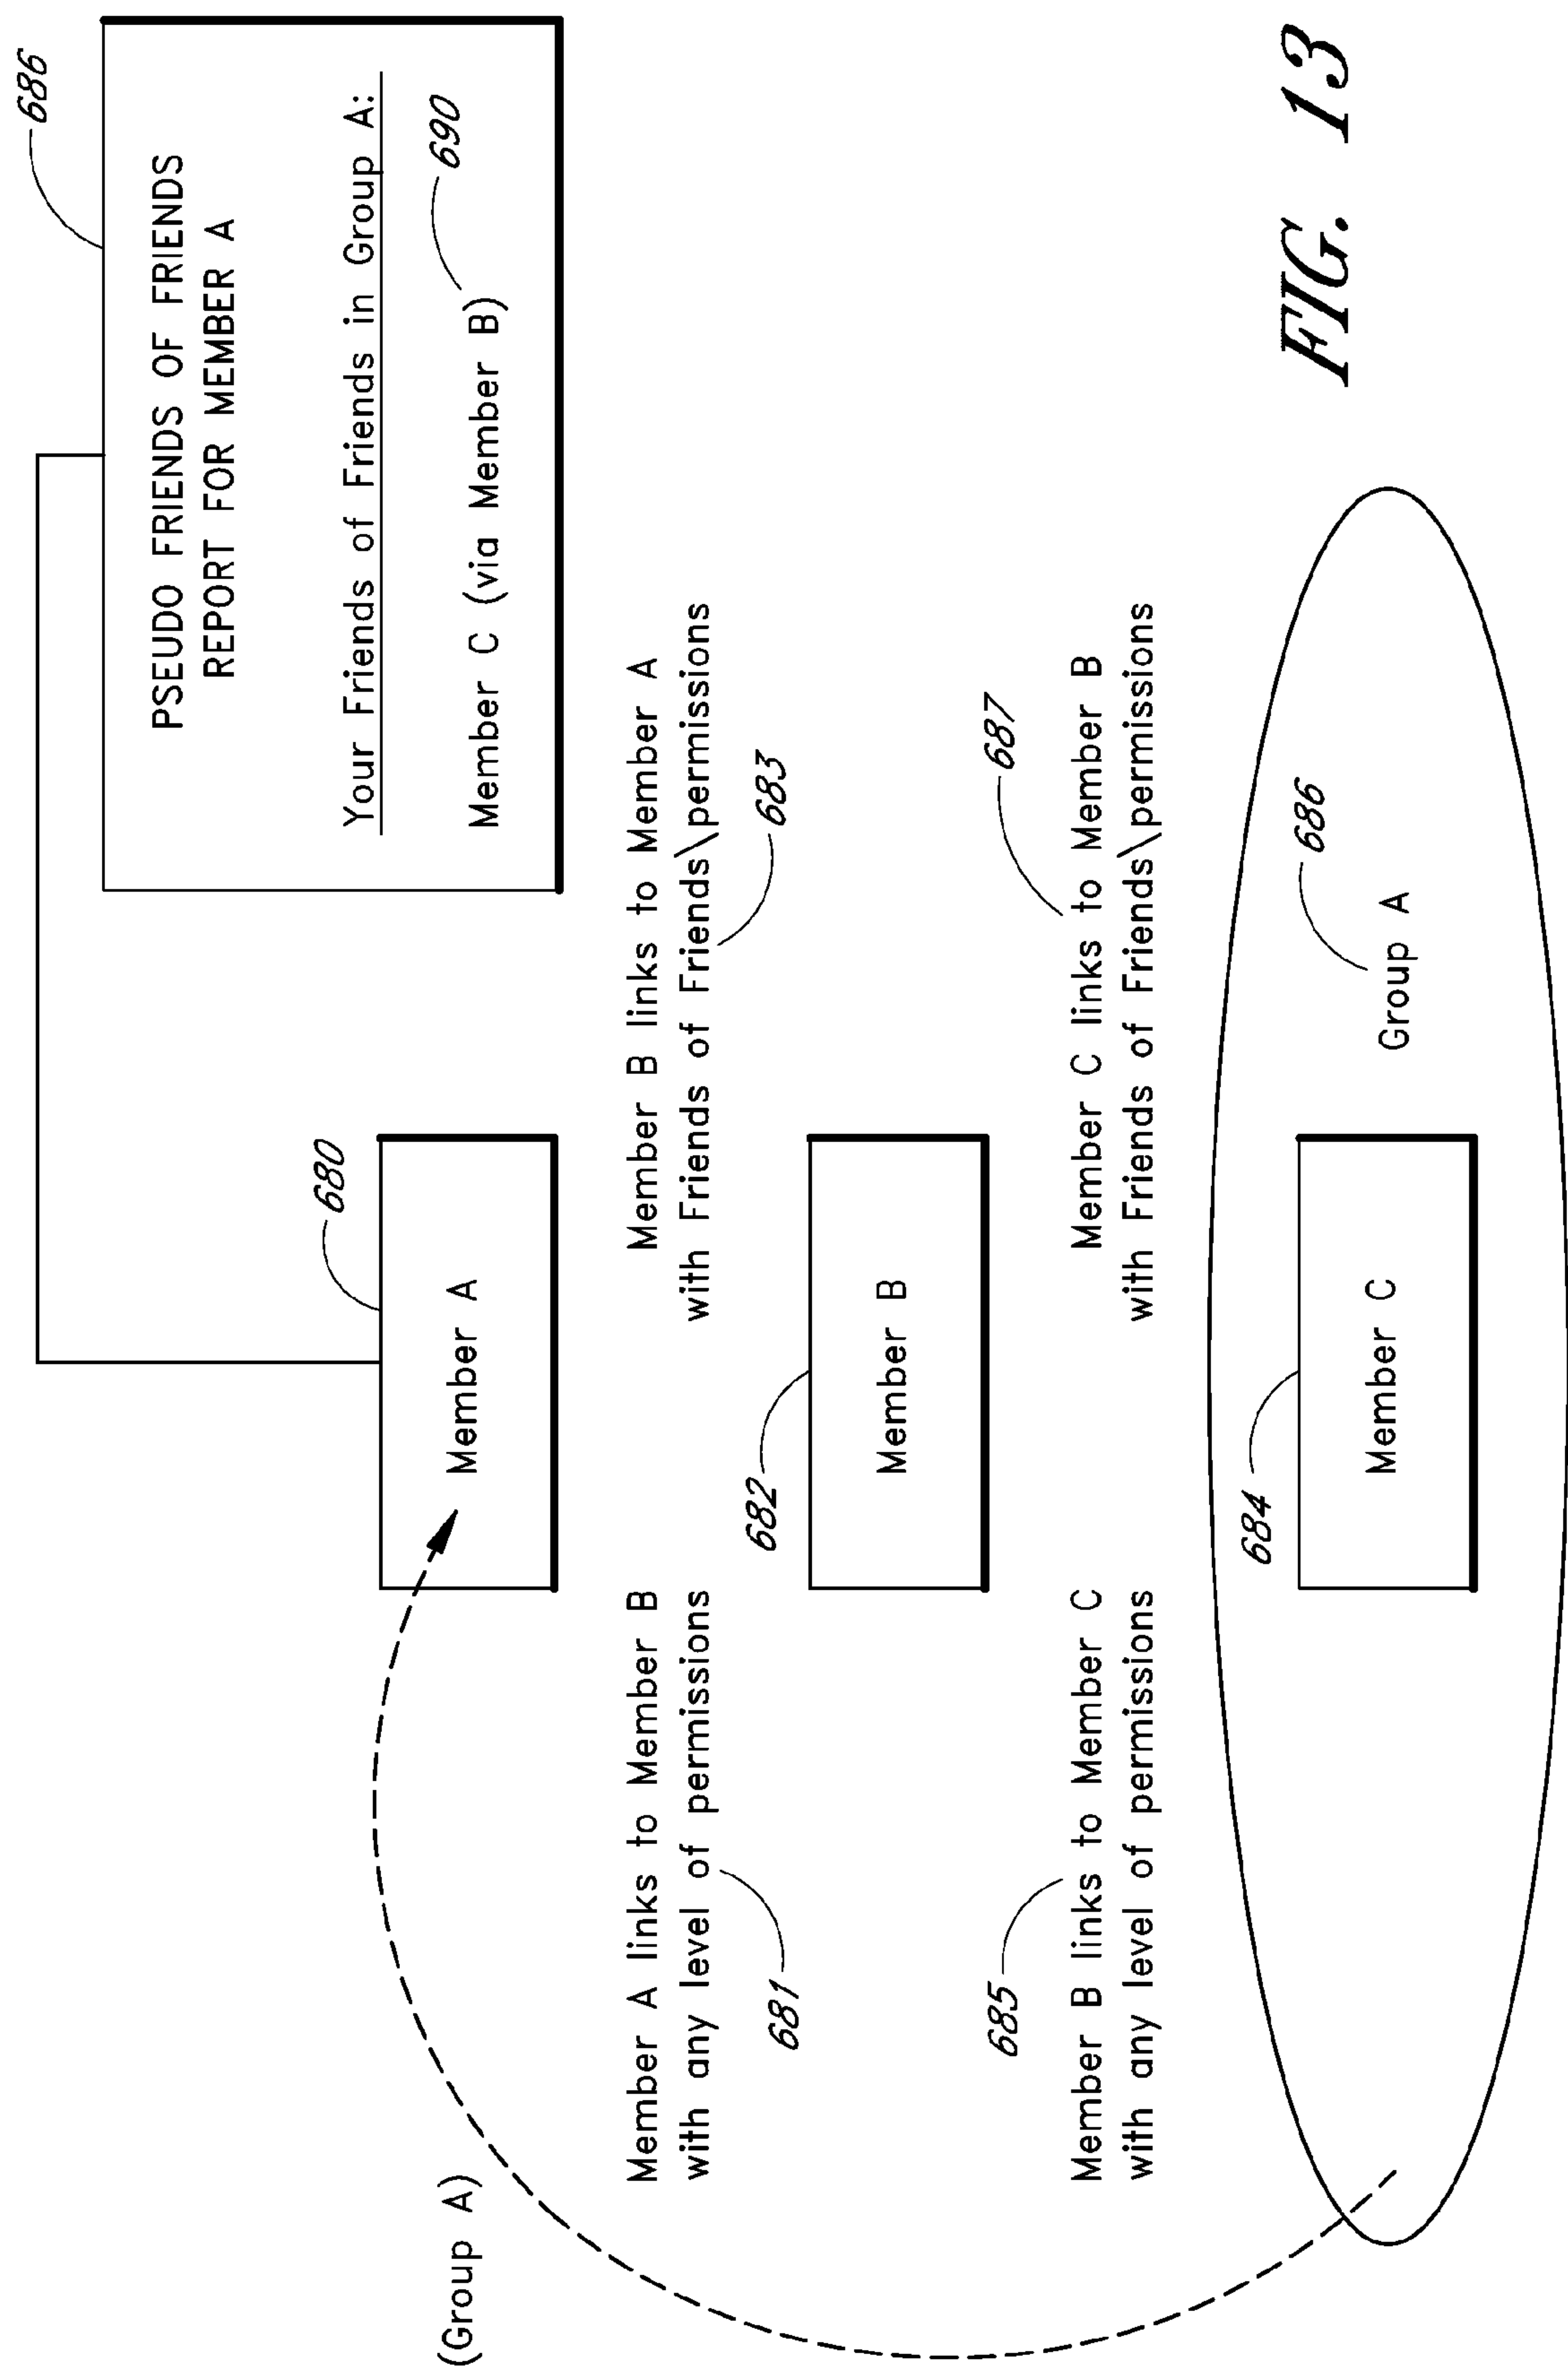 686
PSEUDO FRIENDS OF FRIENDS
REPORT FOR MEMBER A
Your Friends of Friends in Group A:
690
Member C (via Member B)
680
Member A
(Group A)
Member A links to Member B
with any level of permissions
681
Member B links to Member A
with Friends of Friends\permissions
683
682
Member B
685
Member B links to Member C
with any level of permissions
687
Member C links to Member B
with Friends of Friends\permissions
684
Member C
686
Group A
FIG. 13